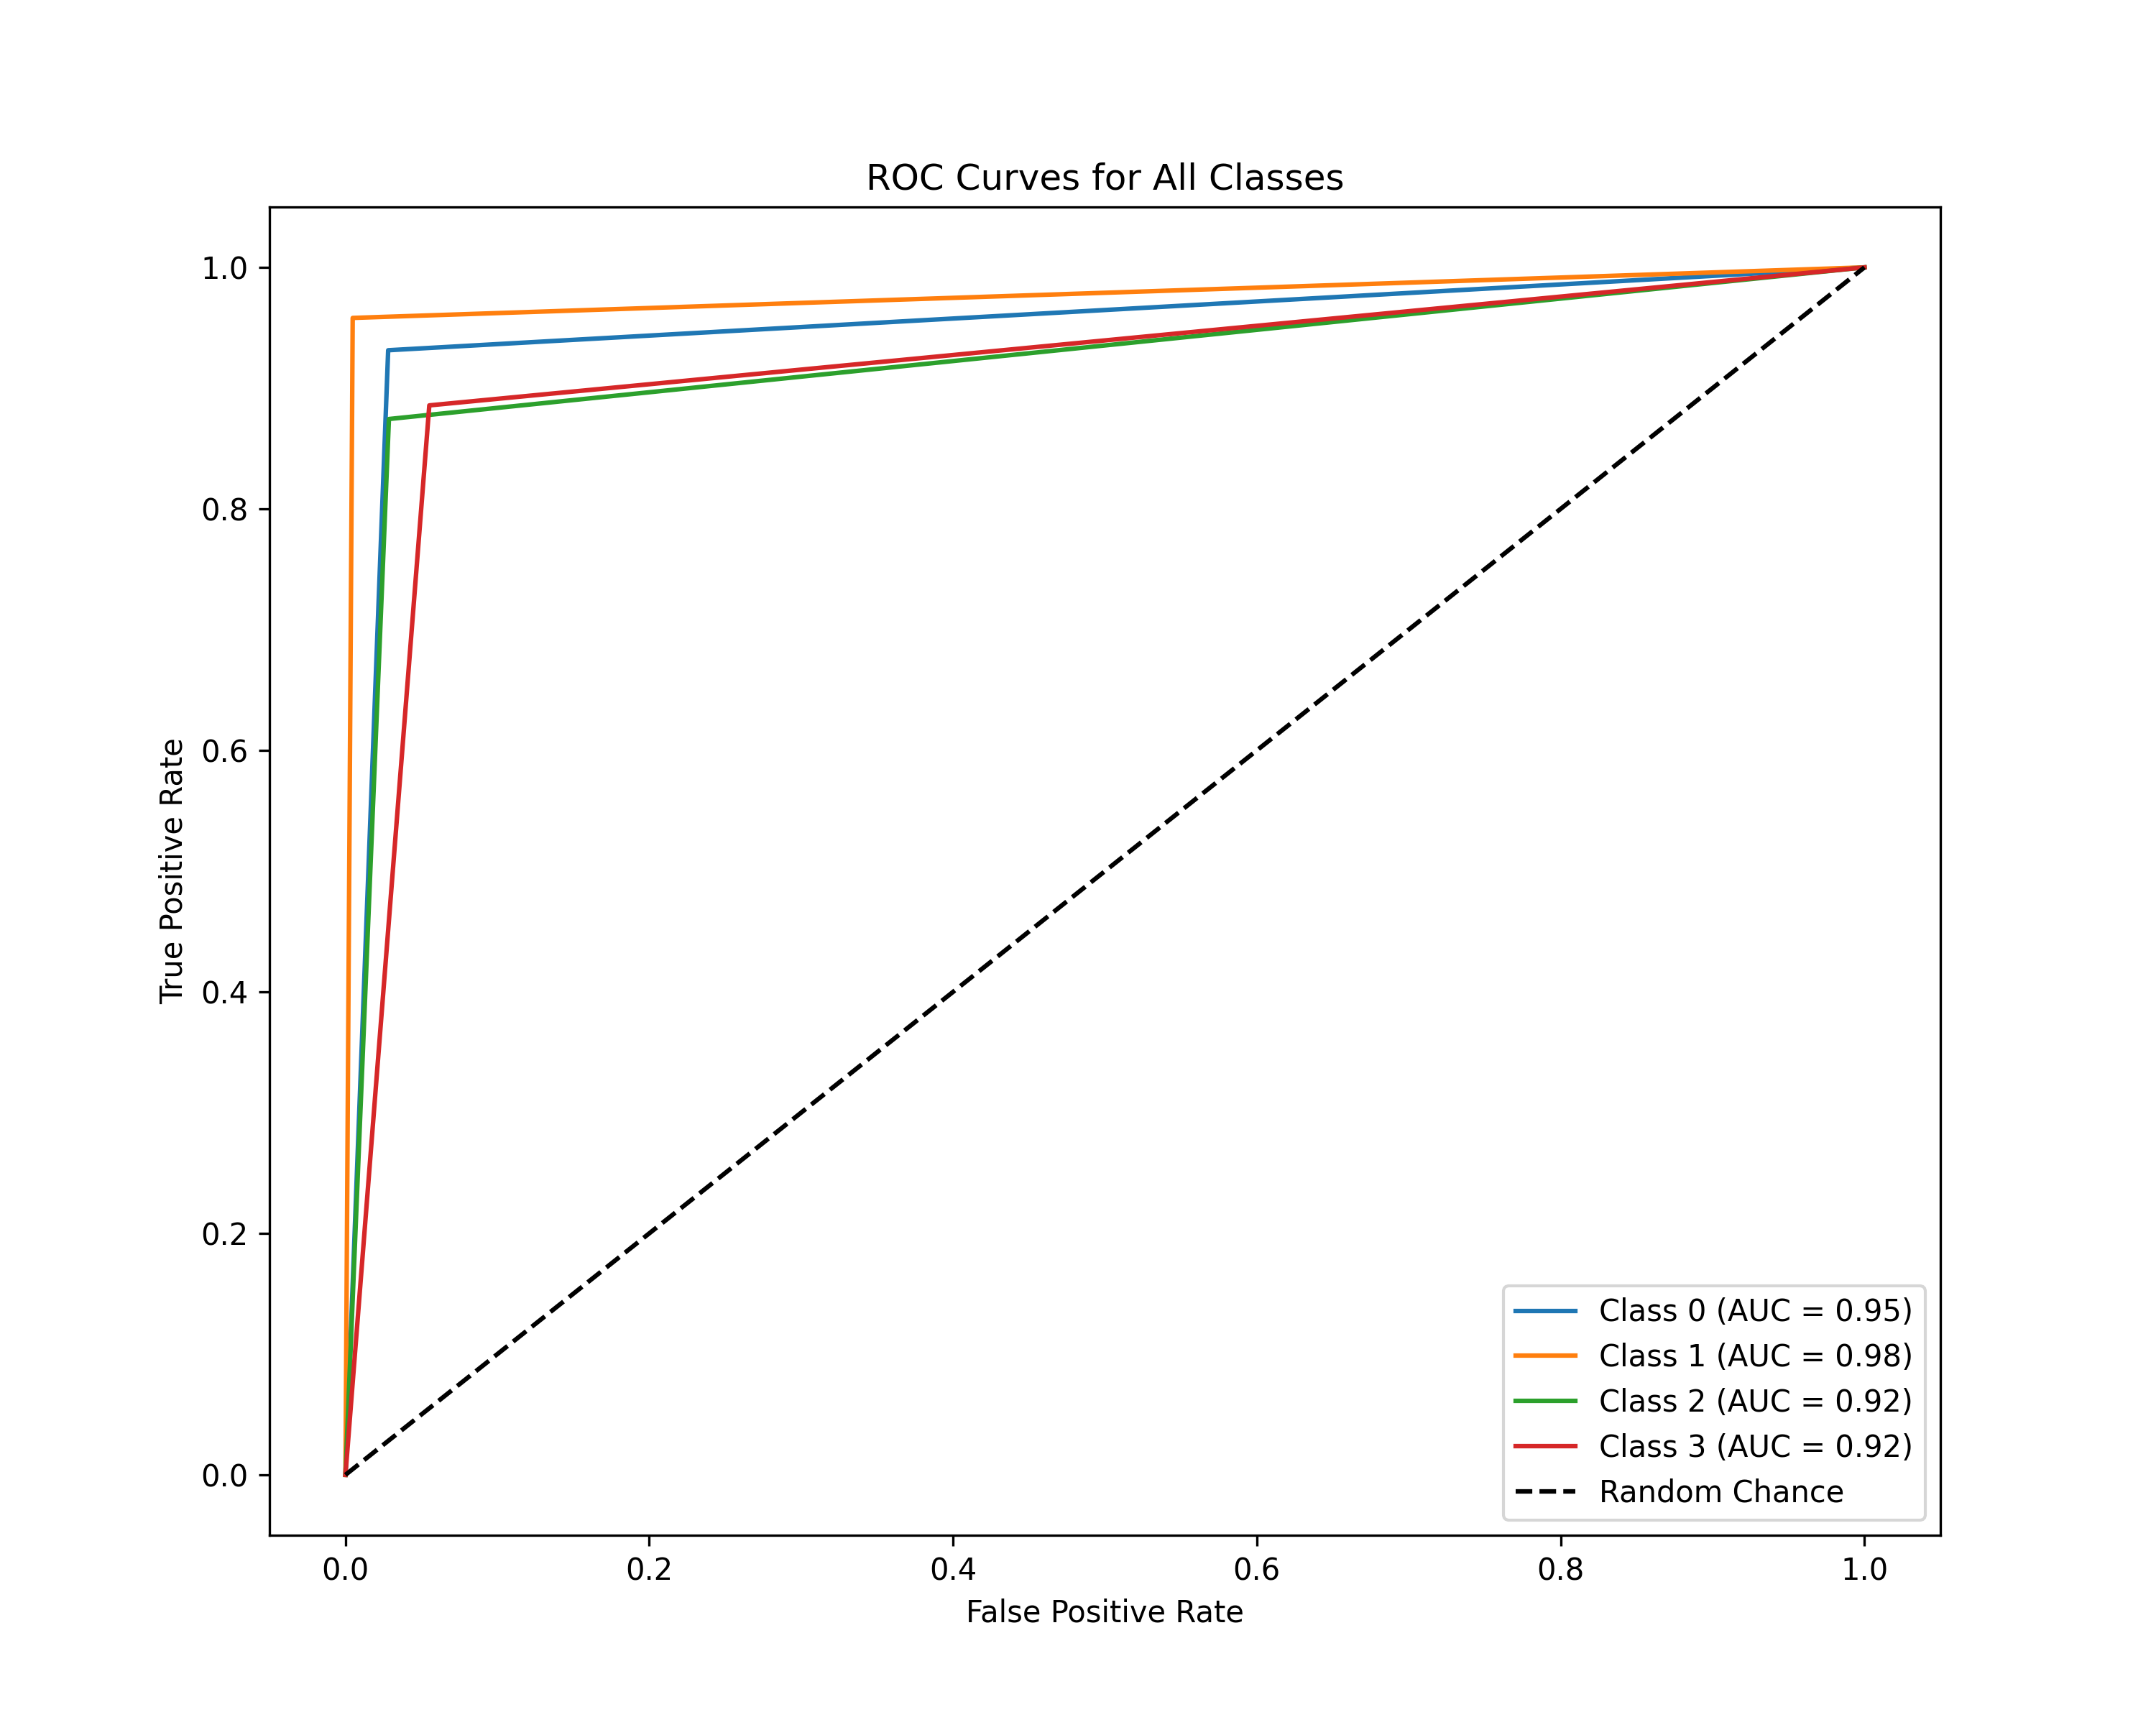 ROC Curves for All Classes
True Positive Rate
1.0
0.8
0.6
0.4
0.2
0.0
0.0 0.2 0.4 0.6 0.8 1.0
False Positive Rate
Class 0 (AUC = 0.95)
Class 1 (AUC = 0.98)
Class 2 (AUC = 0.92)
Class 3 (AUC = 0.92)
Random Chance